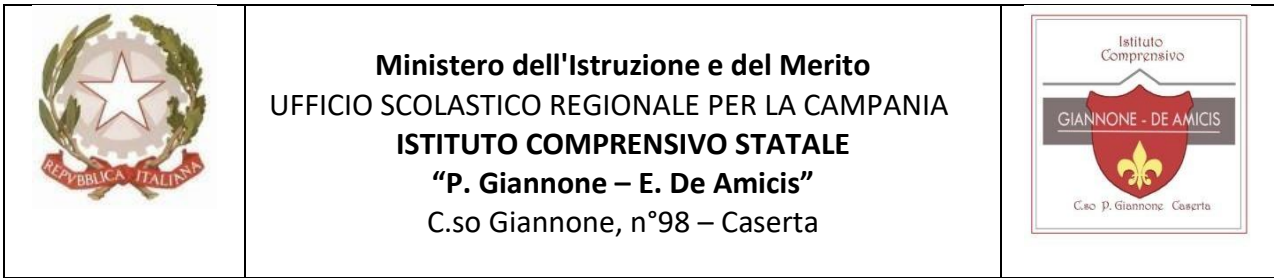 REPVBBLICA ITALIANA
Ministero dell'Istruzione e del Merito
UFFICIO SCOLASTICO REGIONALE PER LA CAMPANIA
ISTITUTO COMPRENSIVO STATALE
“P. Giannone – E. De Amicis”
C.so Giannone, n°98 – Caserta
Istituto
Comprensivo
GIANNONE - DE AMICIS
C.so P. Giannone Caserta